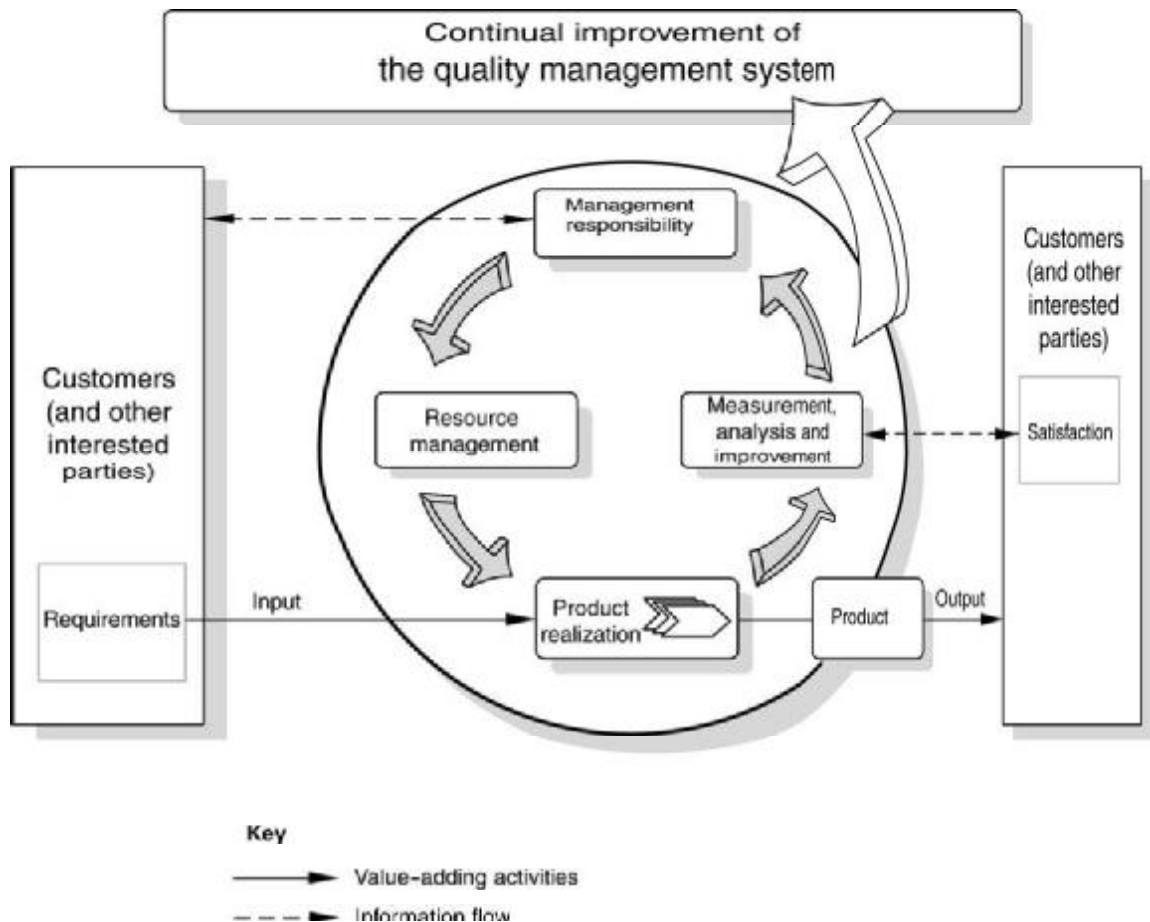 Continual improvement of
the quality management system
Management
responsibility
Customers
(and other
interested
parties)
Customers
(and other
interested
parties)
Resource
management
Measurement,
analysis and
improvement
Satisfaction
Requirements
Input
Product
realization
Product
Output
Key
Value-adding activities
Information flow